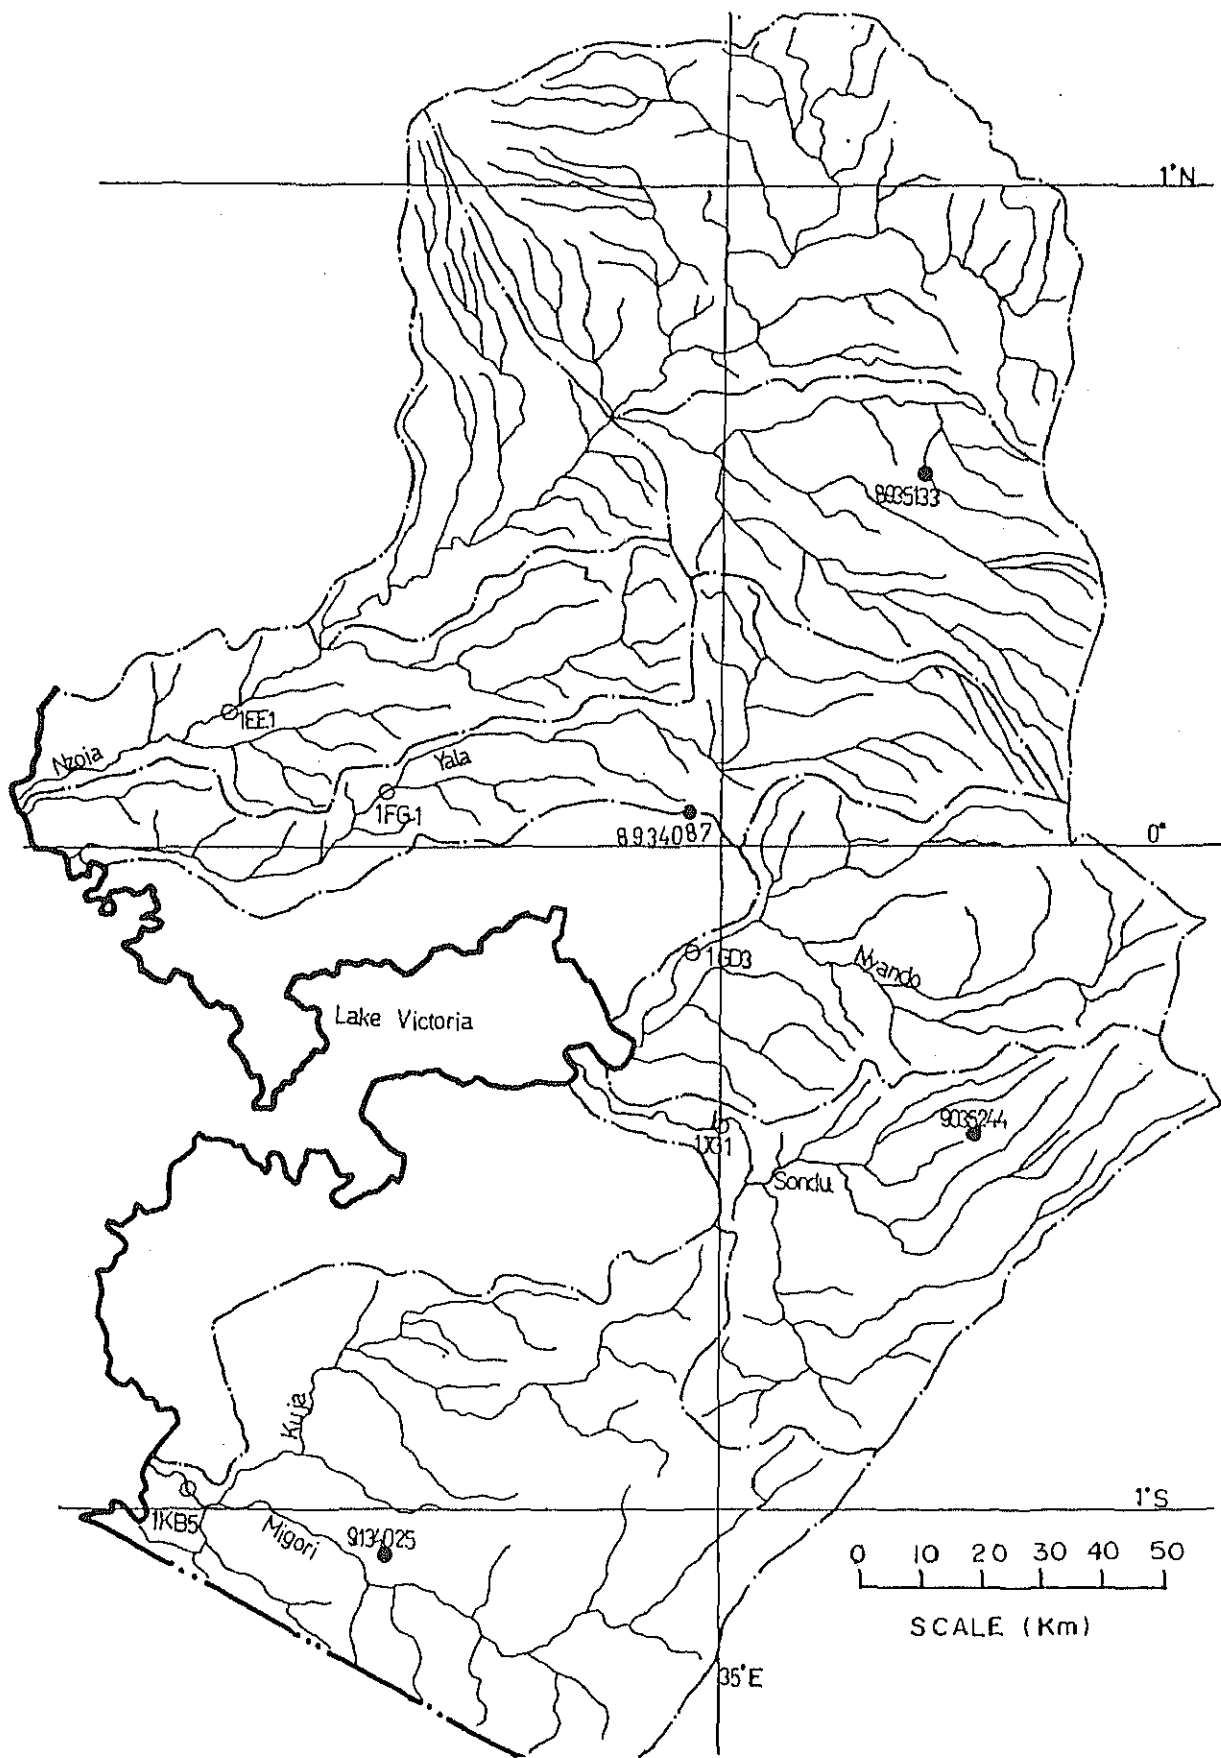 1°N
8935133
1EE1
Nzoia
Yala
1FG1
8934087
0°
1GD3
Nyando
Lake Victoria
9035244
1JG1
Sondu
Kuja
1°S
1KB5
Migori
9134025
0 10 20 30 40 50
SCALE (Km)
35°E